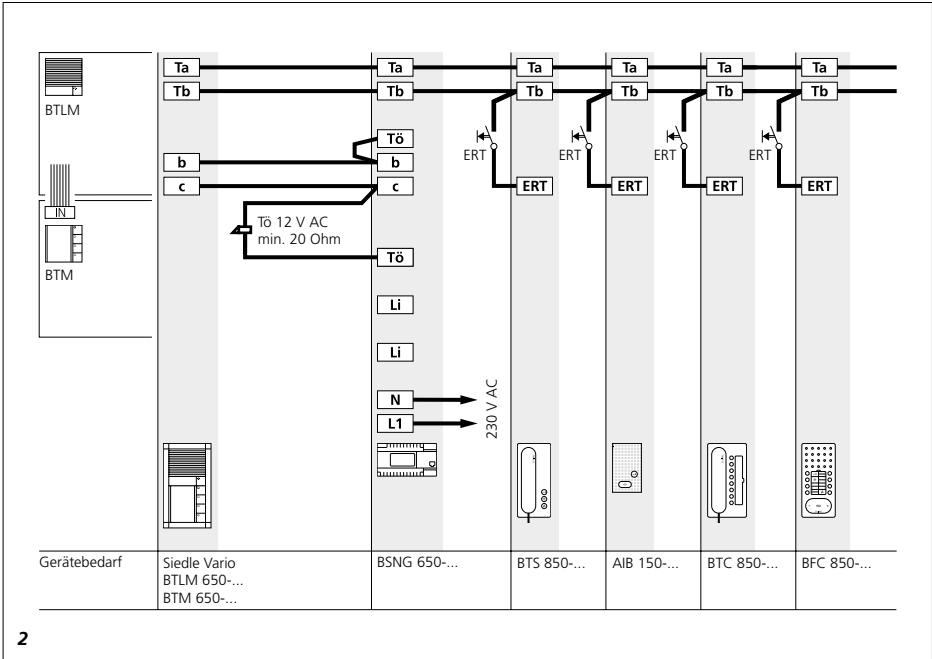 Ta Ta Ta Ta Ta Ta
BTLM Tb Tb Tb Tb Tb Tb
Tö
ERT ERT ERT ERT
b b
c c ERT ERT ERT ERT
IN
Tö 12 V AC
min. 20 Ohm
Tö
BTM
Li
Li
N
L1
230 V AC
Gerätebedarf
Siedle Vario
BTLM 650-...
BTM 650-...
BSNG 650-...
BTS 850-...
AIB 150-...
BTC 850-...
BFC 850-...
2